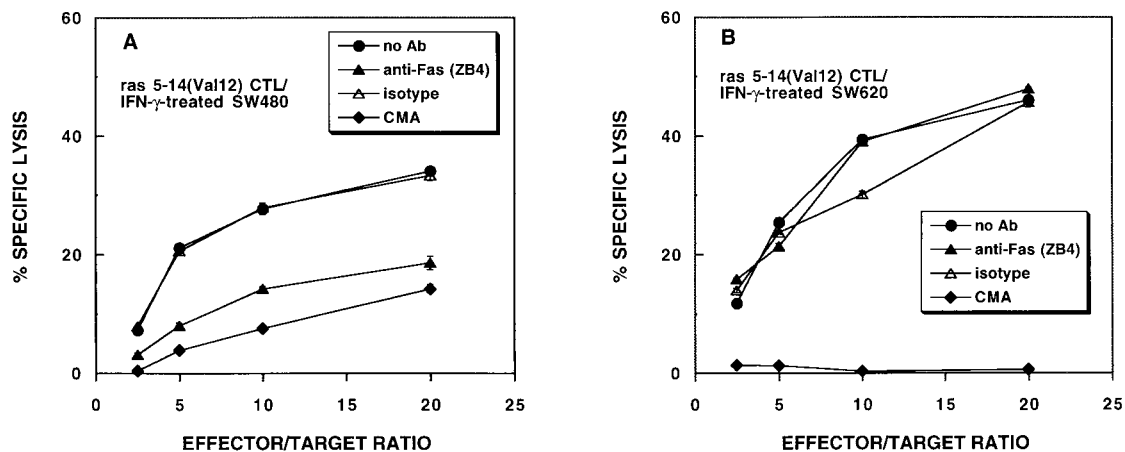 A
ras 5-14(Val12) CTL/
IFN-γ-treated SW480
no Ab
anti-Fas (ZB4)
isotype
CMA
% SPECIFIC LYSIS
60
40
20
0
0 5 10 15 20 25
EFFECTOR/TARGET RATIO
B
ras 5-14(Val12) CTL/
IFN-γ-treated SW620
no Ab
anti-Fas (ZB4)
isotype
CMA
% SPECIFIC LYSIS
60
40
20
0
0 5 10 15 20 25
EFFECTOR/TARGET RATIO